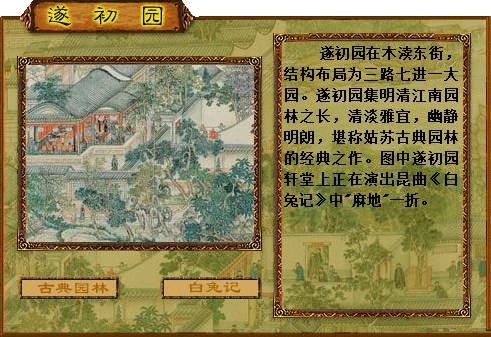 遂初园
遂初园在木渎东街，
结构布局为三路七进一大
园。遂初园集明清江南园
林之长，清淡雅宜，幽静
明朗，堪称姑苏古典园林
的经典之作。图中遂初园
轩堂上正在演出昆曲《白
兔记》中"麻地"一折。
古典园林
白兔记